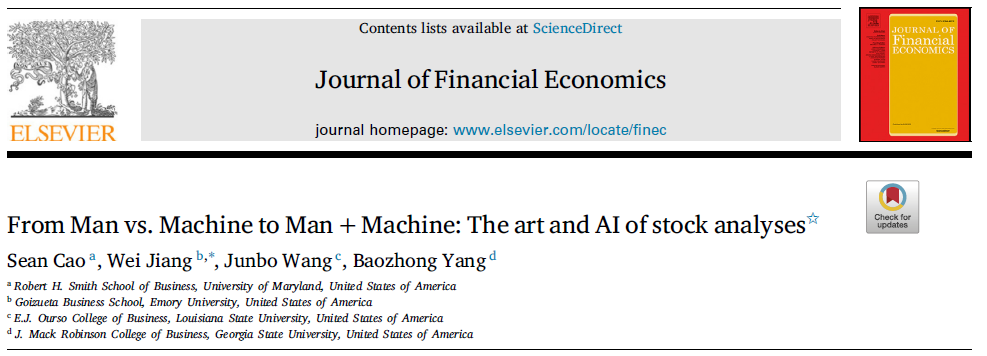 Contents lists available at ScienceDirect
Journal of Financial Economics
journal homepage: www.elsevier.com/locate/finec
ELSEVIER
JOURNAL OF
Financial
ECONOMICS
Check for
updates
From Man vs. Machine to Man + Machine: The art and AI of stock analyses☆
Sean Cao a, Wei Jiang b,*, Junbo Wang c, Baozhong Yang d
a Robert H. Smith School of Business, University of Maryland, United States of America
b Goizueta Business School, Emory University, United States of America
c E.J. Ourso College of Business, Louisiana State University, United States of America
d J. Mack Robinson College of Business, Georgia State University, United States of America